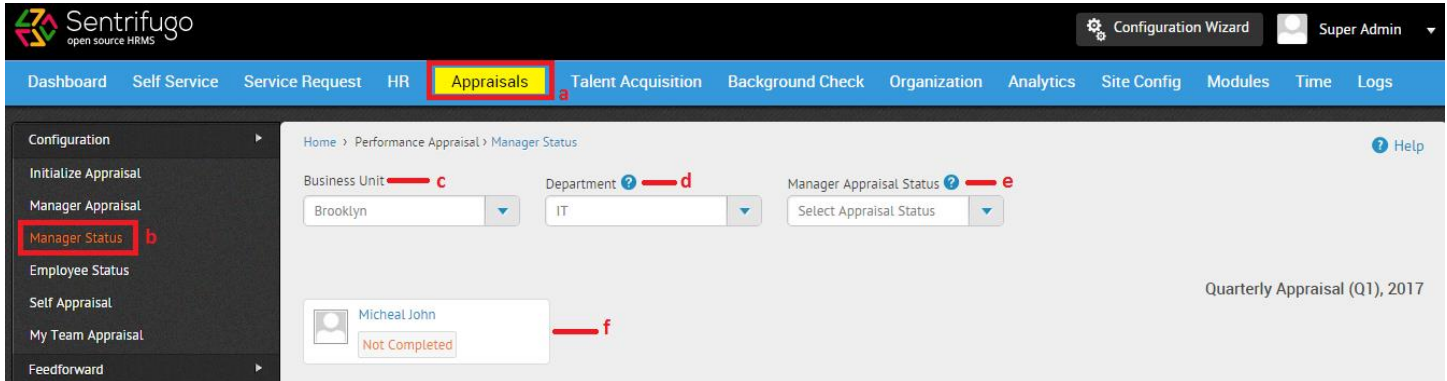 Sentrifugo
open source HRMS
Configuration Wizard
Super Admin
Dashboard Self Service Service Request HR Appraisals a Talent Acquisition Background Check Organization Analytics Site Config Modules Time Logs
Configuration
Initialize Appraisal
Manager Appraisal
Manager Status b
Employee Status
Self Appraisal
My Team Appraisal
Feedforward
Home › Performance Appraisal › Manager Status
? Help
Business Unit c
Department ? d
Manager Appraisal Status ? e
Brooklyn
IT
Select Appraisal Status
Quarterly Appraisal (Q1), 2017
Micheal John
Not Completed
f